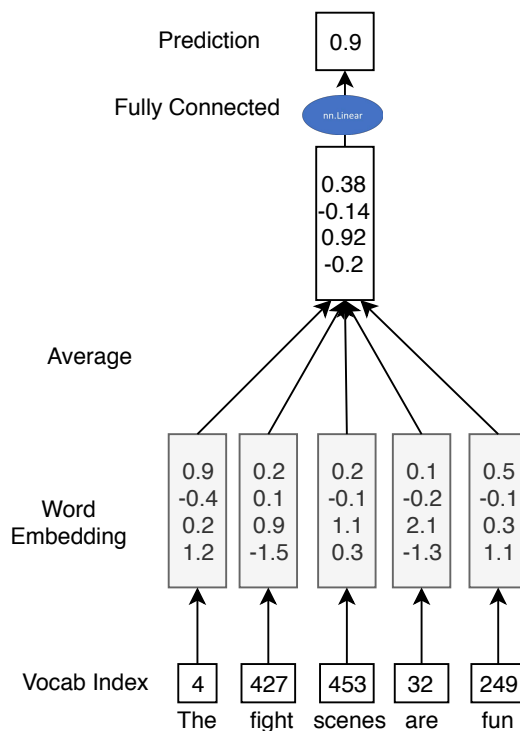 Prediction
0.9
Fully Connected
nn.Linear
0.38
-0.14
0.92
-0.2
Average
Word
Embedding
0.9 0.2 0.2 0.1 0.5
-0.4 0.1 -0.1 -0.2 -0.1
0.2 0.9 1.1 2.1 0.3
1.2 -1.5 0.3 -1.3 1.1
Vocab Index 4 427 453 32 249
The fight scenes are fun